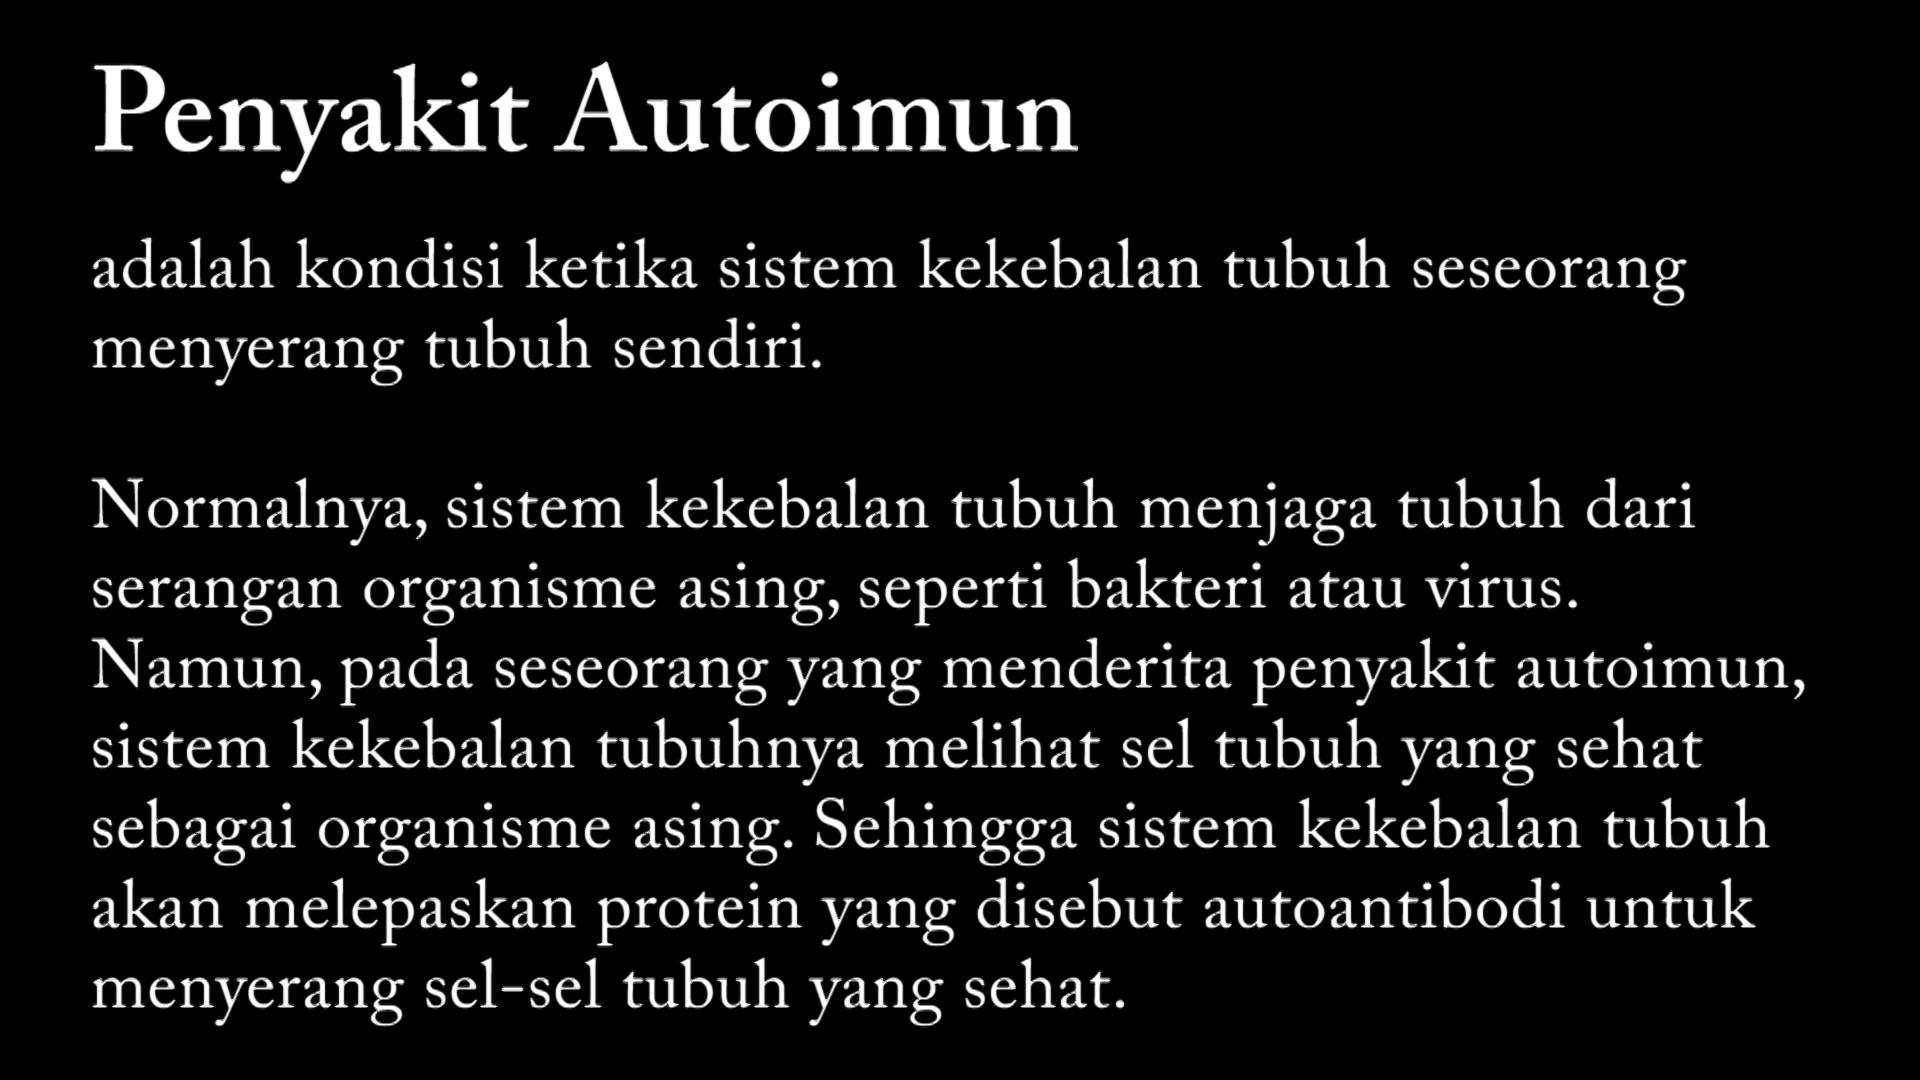 Penyakit Autoimun
adalah kondisi ketika sistem kekebalan tubuh seseorang
menyerang tubuh sendiri.
Normalnya, sistem kekebalan tubuh menjaga tubuh dari
serangan organisme asing, seperti bakteri atau virus.
Namun, pada seseorang yang menderita penyakit autoimun,
sistem kekebalan tubuhnya melihat sel tubuh yang sehat
sebagai organisme asing. Sehingga sistem kekebalan tubuh
akan melepaskan protein yang disebut autoantibodi untuk
menyerang sel-sel tubuh yang sehat.